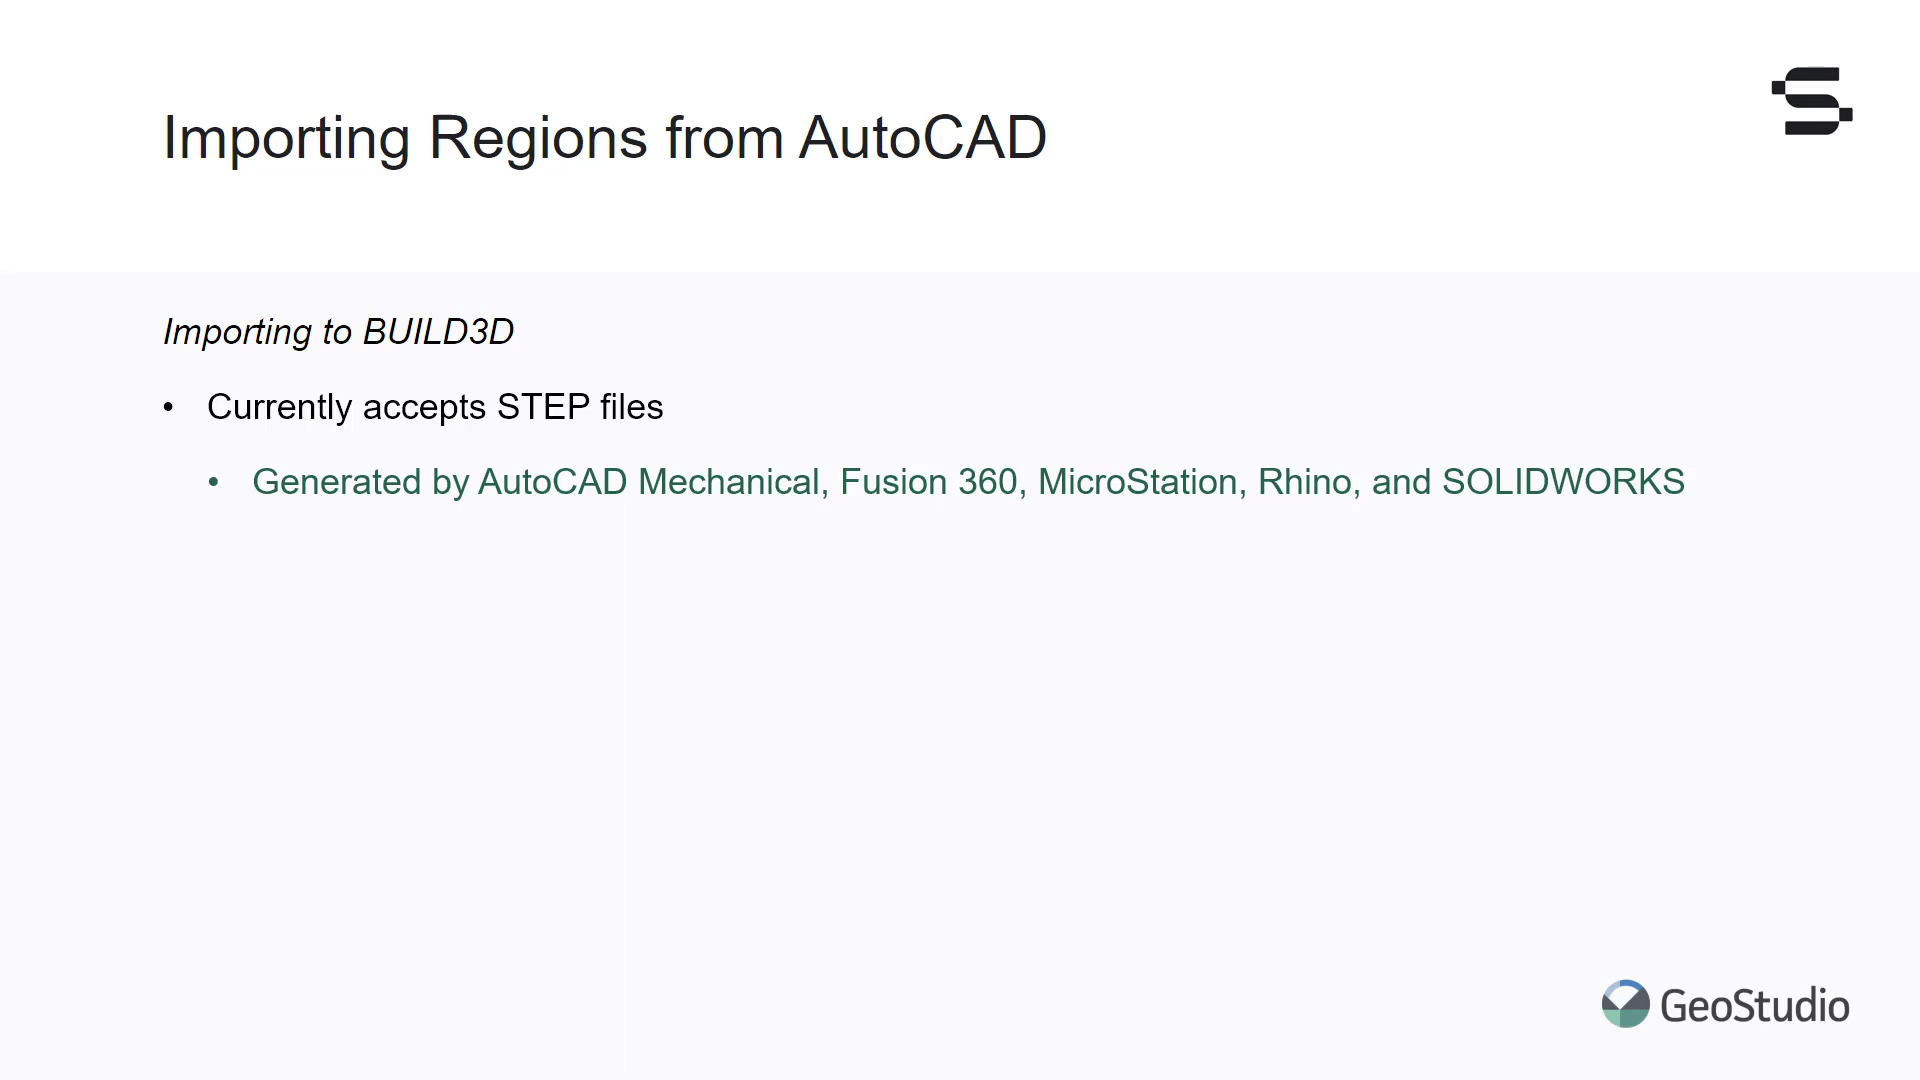 Importing Regions from AutoCAD
Importing to BUILD3D
• Currently accepts STEP files
• Generated by AutoCAD Mechanical, Fusion 360, MicroStation, Rhino, and SOLIDWORKS
GeoStudio